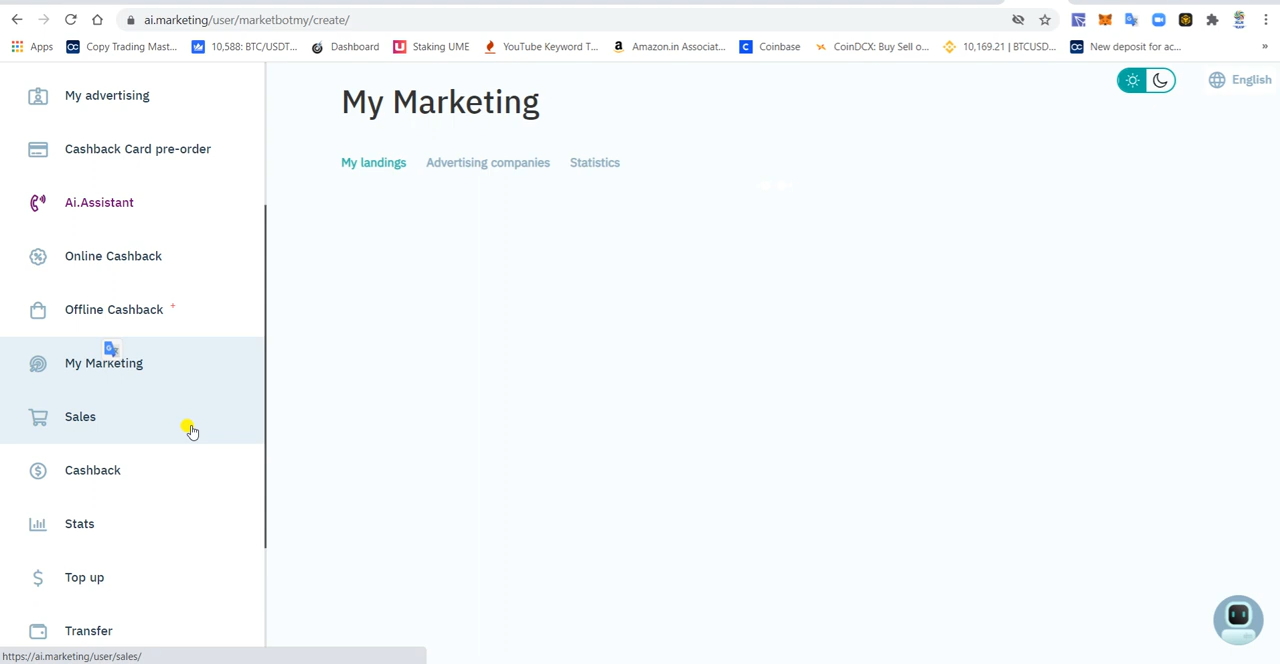 ai.marketing/user/marketbotmy/create/
Apps
Copy Trading Mast...
10,588: BTC/USDT...
Dashboard
Staking UME
YouTube Keyword T...
Amazon.in Associat...
Coinbase
CoinDCX: Buy Sell o...
10,169.21 | BTCUSD...
New deposit for ac...
»
My advertising
Cashback Card pre-order
Ai.Assistant
Online Cashback
Offline Cashback +
My Marketing
Sales
Cashback
Stats
Top up
Transfer
My Marketing
English
My landings
Advertising companies
Statistics
https://ai.marketing/user/sales/